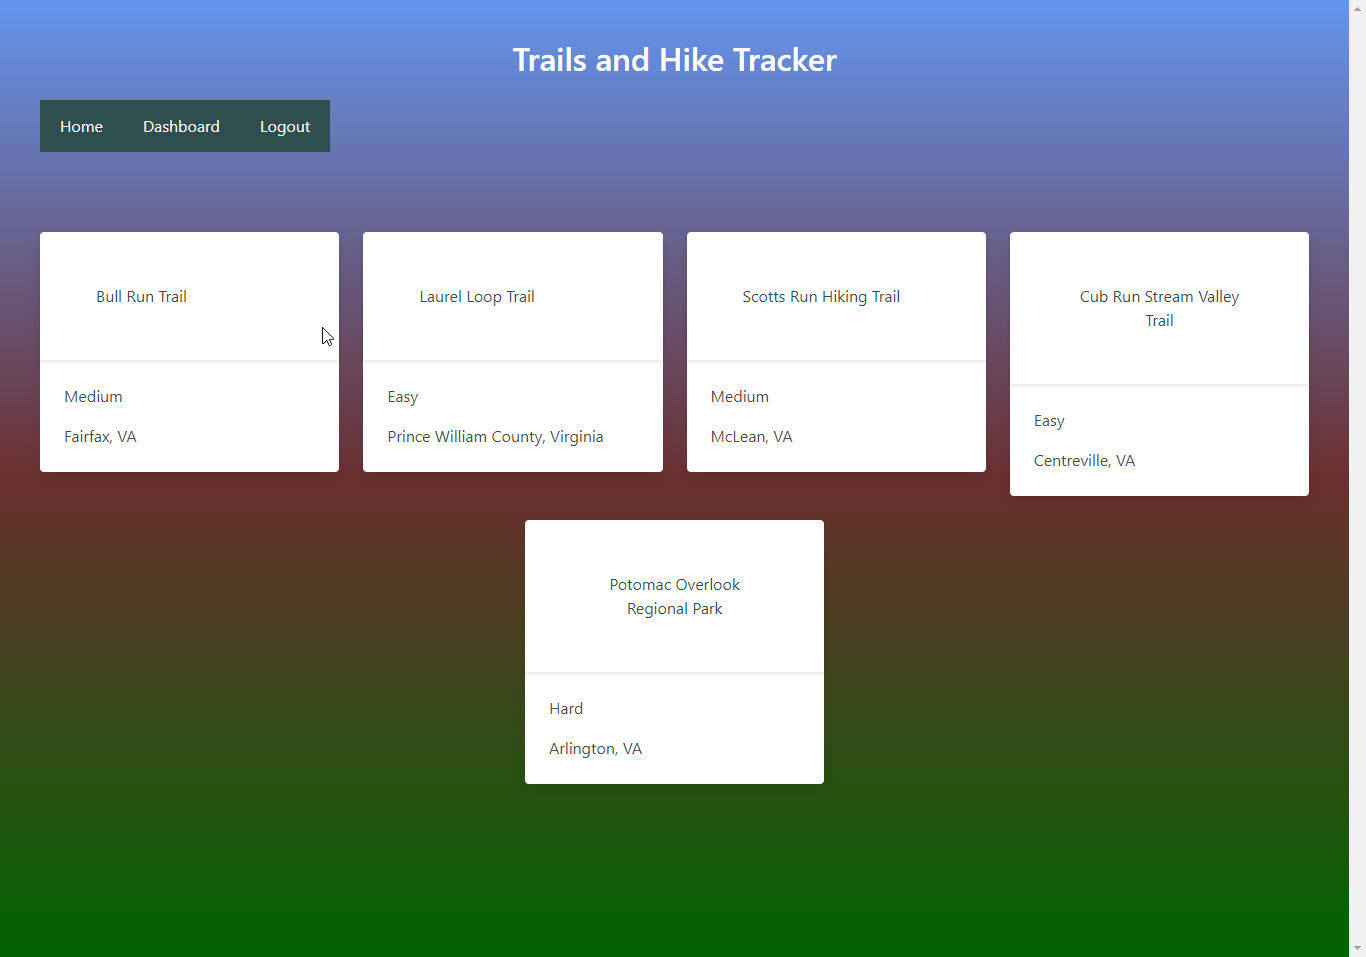 Trails and Hike Tracker
Home Dashboard Logout
Bull Run Trail
Medium
Fairfax, VA
Laurel Loop Trail
Easy
Prince William County, Virginia
Scotts Run Hiking Trail
Medium
McLean, VA
Cub Run Stream Valley
Trail
Easy
Centreville, VA
Potomac Overlook
Regional Park
Hard
Arlington, VA